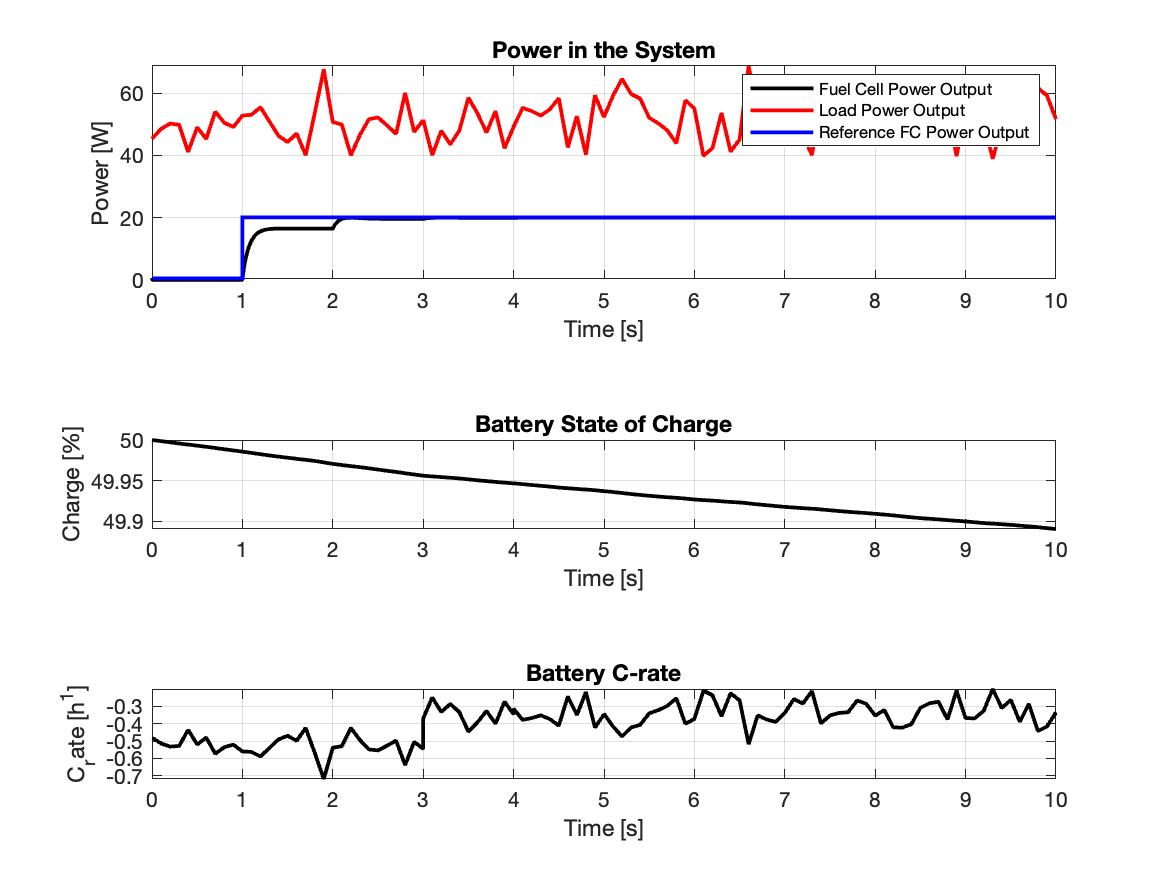 Power in the System
Power [W]
60
40
20
0
Fuel Cell Power Output
Load Power Output
Reference FC Power Output
0 1 2 3 4 5 6 7 8 9 10
Time [s]
Battery State of Charge
Charge [%]
50
49.95
49.9
0 1 2 3 4 5 6 7 8 9 10
Time [s]
Battery C-rate
C_rate [h^1]
-0.3
-0.4
-0.5
-0.6
-0.7
0 1 2 3 4 5 6 7 8 9 10
Time [s]